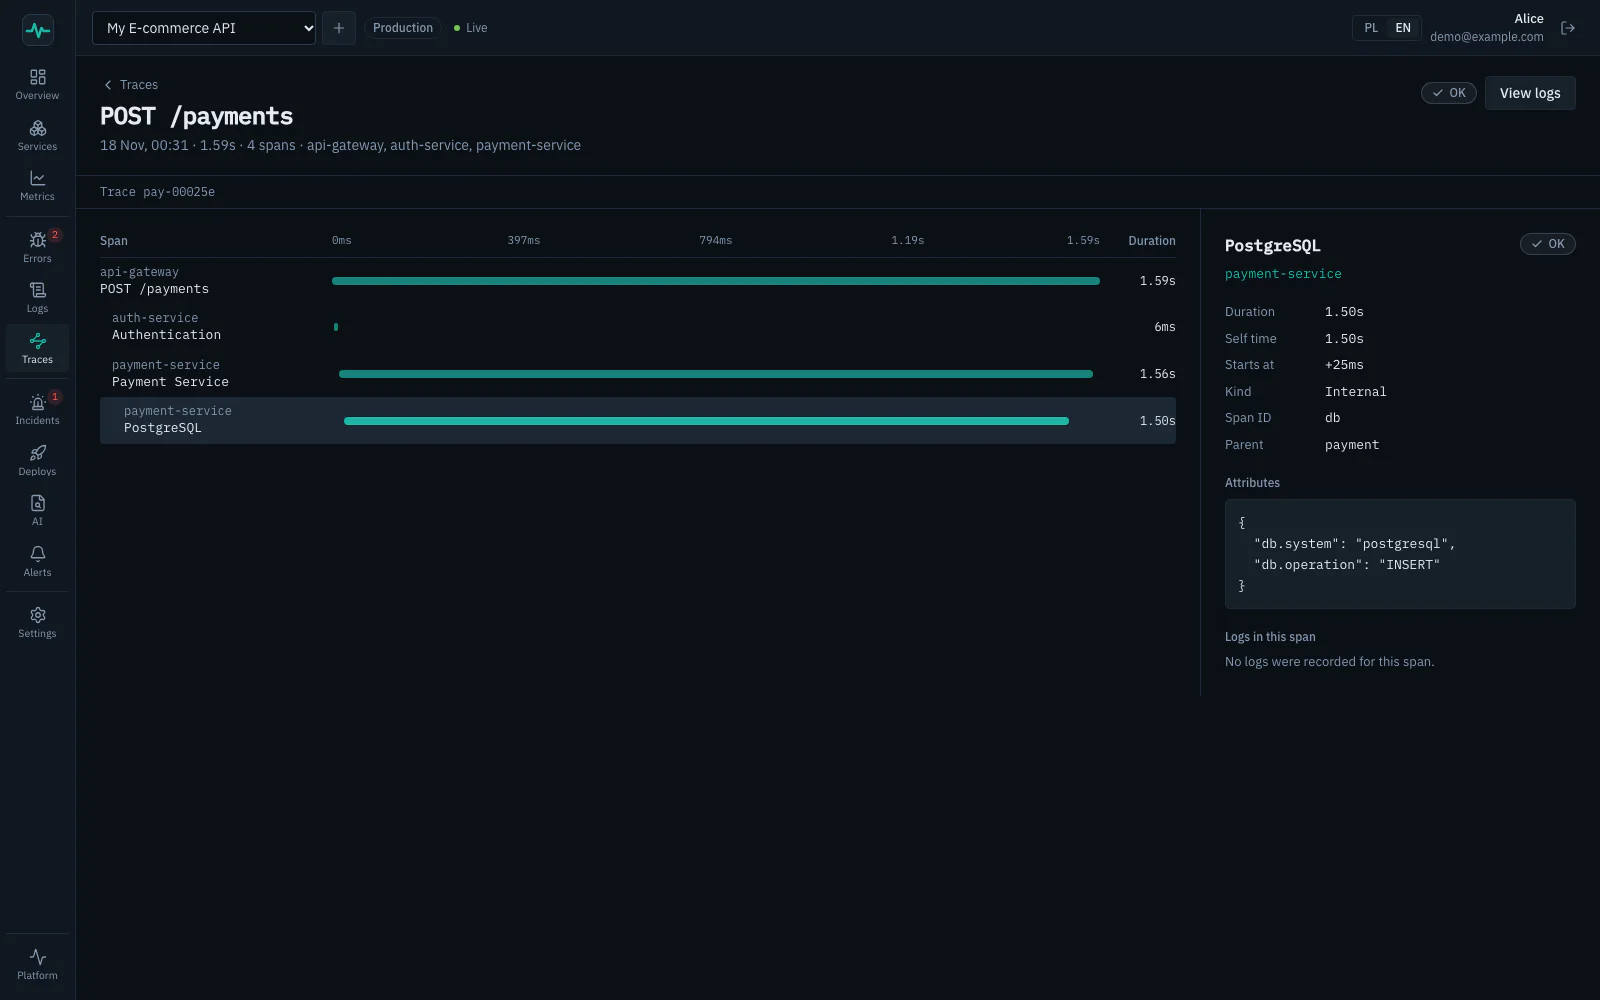 My E-commerce API
Production
Live
PL
EN
Alice
demo@example.com
Overview
Services
Metrics
2
Errors
Logs
Traces
1
Incidents
Deploys
AI
Alerts
Settings
Platform
Traces
POST /payments
18 Nov, 00:31 · 1.59s · 4 spans · api-gateway, auth-service, payment-service
OK
View logs
Trace pay-00025e
Span 0ms 397ms 794ms 1.19s 1.59s Duration
api-gateway
POST /payments 1.59s
auth-service
Authentication 6ms
payment-service
Payment Service 1.56s
payment-service
PostgreSQL 1.50s
PostgreSQL
OK
payment-service
Duration 1.50s
Self time 1.50s
Starts at +25ms
Kind Internal
Span ID db
Parent payment
Attributes
{
"db.system": "postgresql",
"db.operation": "INSERT"
}
Logs in this span
No logs were recorded for this span.